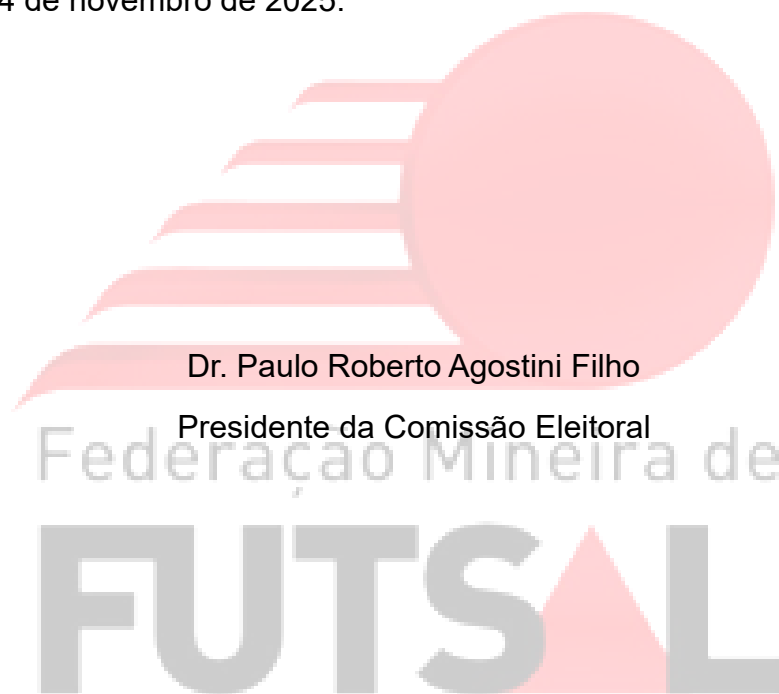 4 de novembro de 2025.
Dr. Paulo Roberto Agostini Filho
Presidente da Comissão Eleitoral
Federação Mineira de
FUTSAL